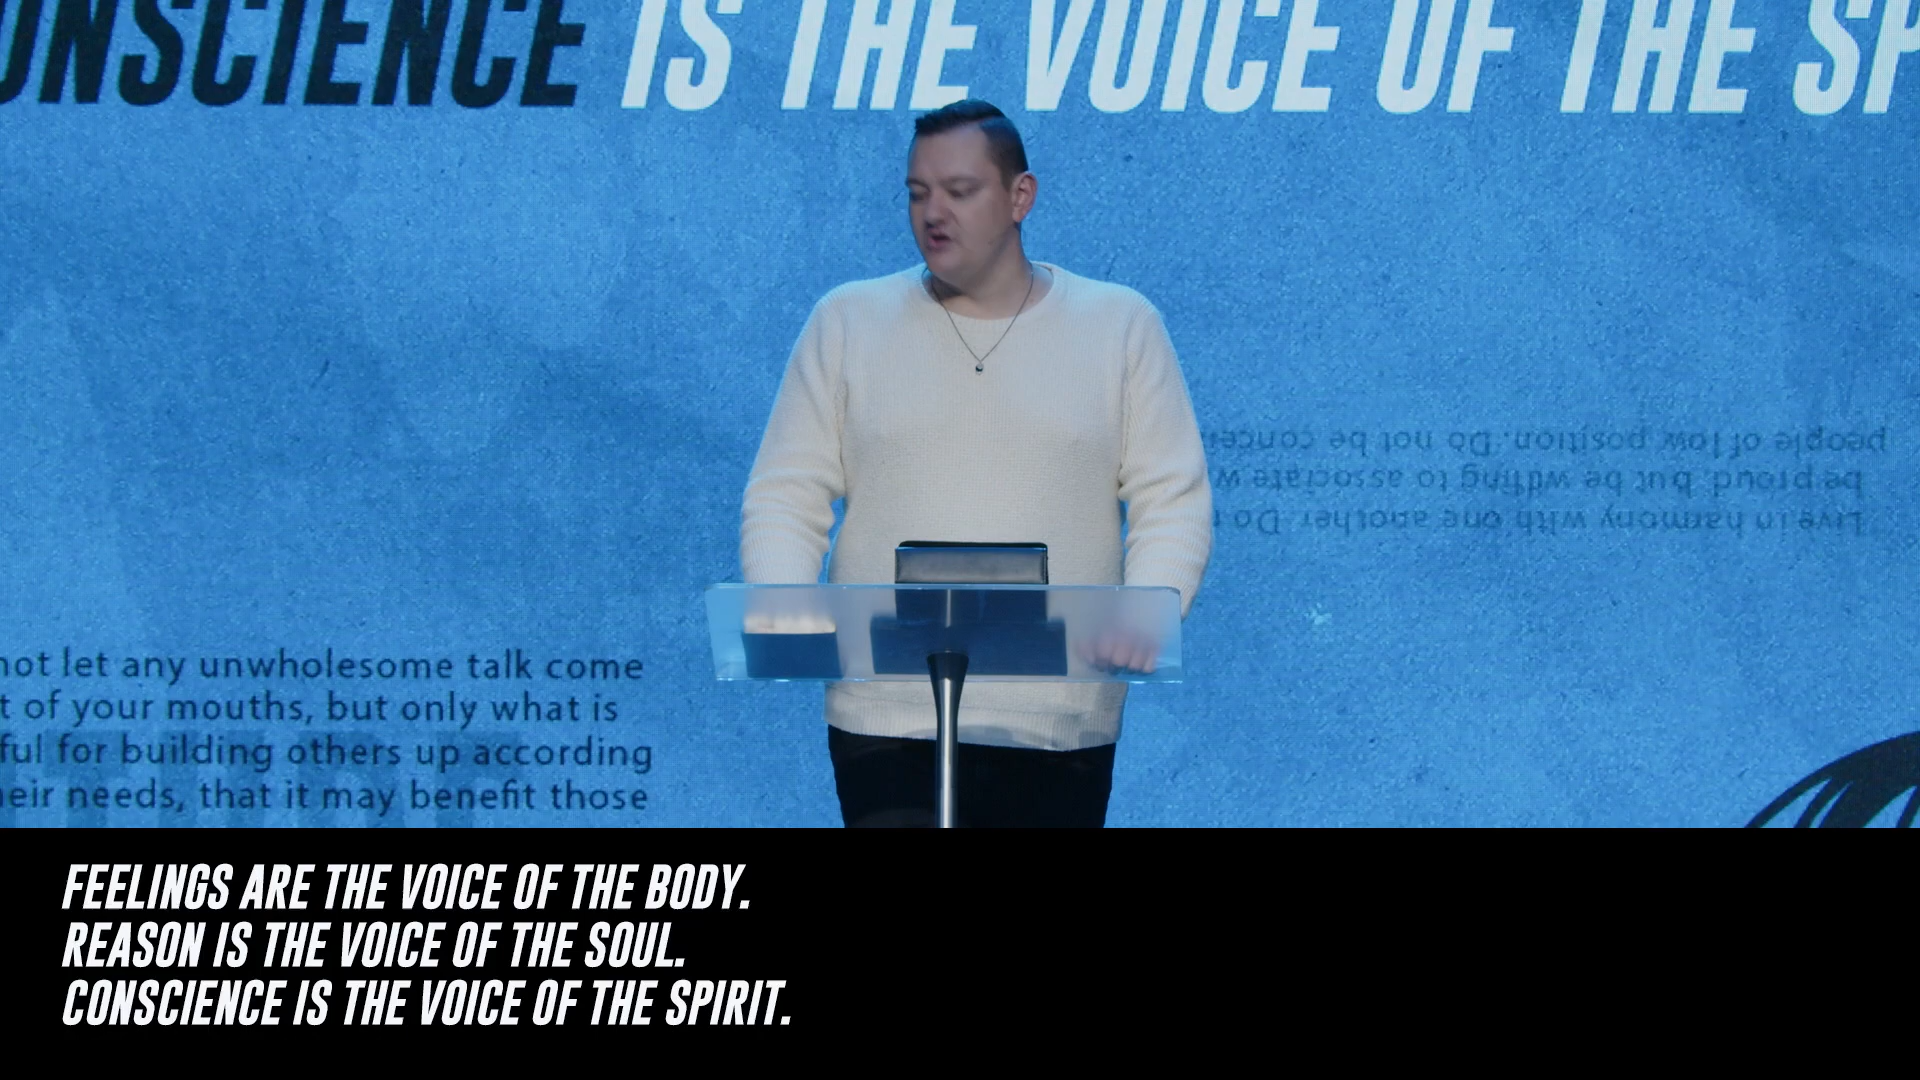 ONSCIENCE IS THE VOICE OF THE SP
people of low position. Do not be concei
be proud, but be willing to associate w
Live in harmony with one another. Do
not let any unwholesome talk come
t of your mouths, but only what is
ful for building others up according
heir needs, that it may benefit those
FEELINGS ARE THE VOICE OF THE BODY.
REASON IS THE VOICE OF THE SOUL.
CONSCIENCE IS THE VOICE OF THE SPIRIT.